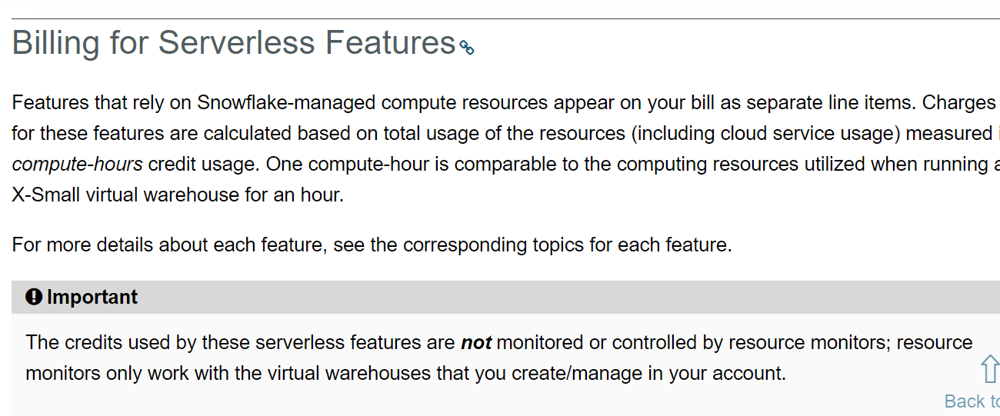 Billing for Serverless Features
Features that rely on Snowflake-managed compute resources appear on your bill as separate line items. Charges
for these features are calculated based on total usage of the resources (including cloud service usage) measured
compute-hours credit usage. One compute-hour is comparable to the computing resources utilized when running a
X-Small virtual warehouse for an hour.
For more details about each feature, see the corresponding topics for each feature.
Important
The credits used by these serverless features are not monitored or controlled by resource monitors; resource
monitors only work with the virtual warehouses that you create/manage in your account.
Back to